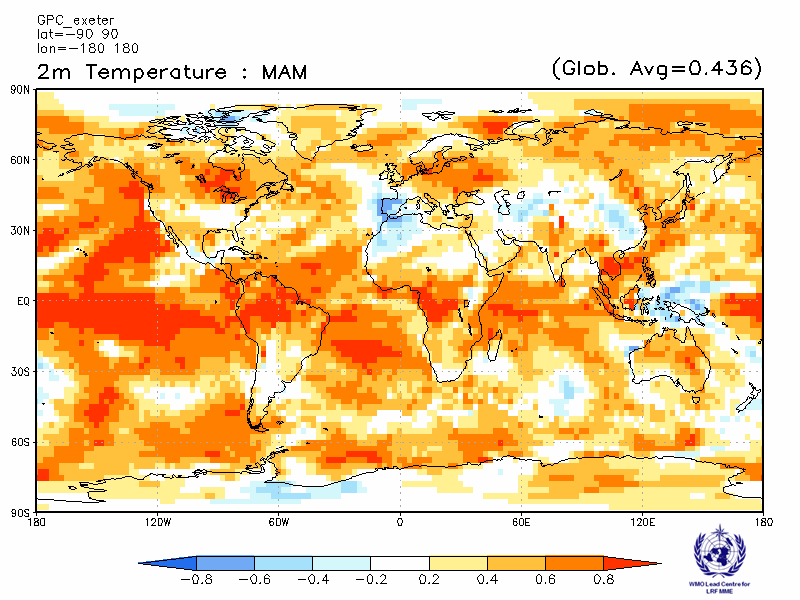 GPC_exeter
lat=−90 90
lon=−180 180
2m Temperature : MAM
(Glob. Avg=0.436)
90N
60N
30N
EQ
30S
60S
90S
180 120W 60W 0 60E 120E 180
−0.8 −0.6 −0.4 −0.2 0.2 0.4 0.6 0.8
WMO Lead Centre for
LRF MME